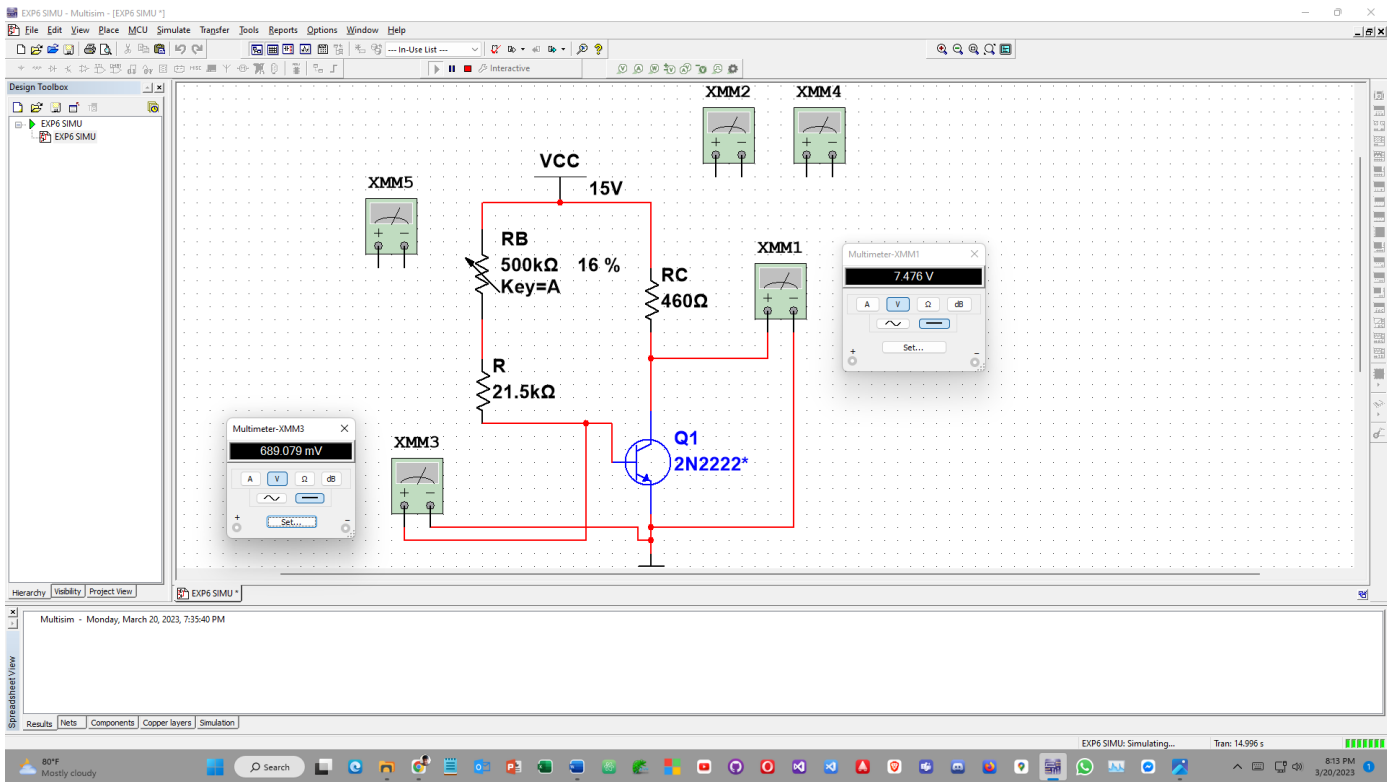 EXP6 SIMU - Multisim - [EXP6 SIMU *]
File Edit View Place MCU Simulate Transfer Tools Reports Options Window Help
--- In-Use List ---
Interactive
Design Toolbox
EXP6 SIMU
EXP6 SIMU
XMM2 XMM4
VCC
15V
XMM5
RB
500kΩ 16 %
Key=A
RC
460Ω
XMM1
Multimeter-XMM1
7.476 V
A V Ω dB
Set...
+ −
R
21.5kΩ
Multimeter-XMM3
689.079 mV
A V Ω dB
Set...
+ −
XMM3
Q1
2N2222*
Hierarchy Visibility Project View
EXP6 SIMU *
Multisim - Monday, March 20, 2023, 7:35:40 PM
Spreadsheet View
Results Nets Components Copper layers Simulation
EXP6 SIMU: Simulating... Tran: 14.996 s
80°F
Mostly cloudy
Search
8:13 PM
3/20/2023